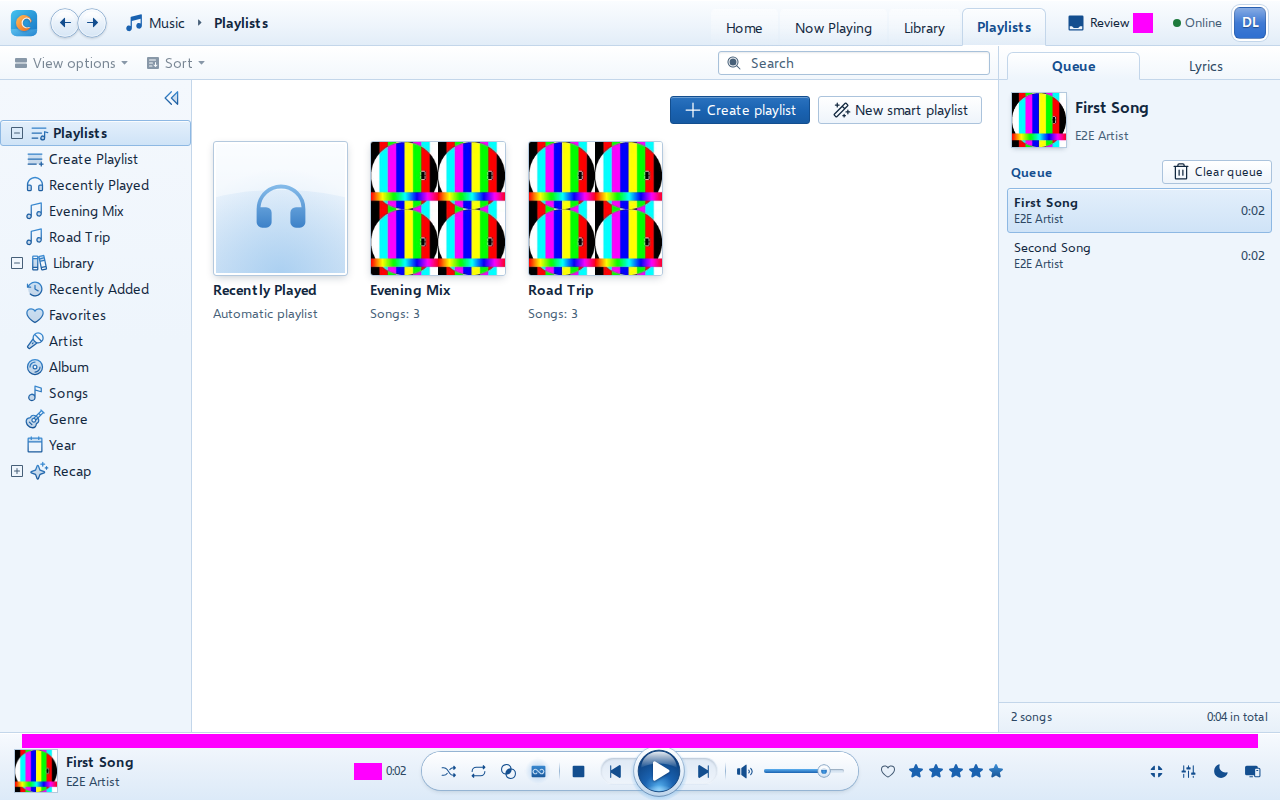 Music
Playlists
Home
Now Playing
Library
Playlists
Review
Online
DL
View options
Sort
Search
Queue
Lyrics
Playlists
Create Playlist
Recently Played
Evening Mix
Road Trip
Library
Recently Added
Favorites
Artist
Album
Songs
Genre
Year
Recap
Create playlist
New smart playlist
Recently Played
Automatic playlist
Evening Mix
Songs: 3
Road Trip
Songs: 3
First Song
E2E Artist
Queue
Clear queue
First Song
E2E Artist
0:02
Second Song
E2E Artist
0:02
2 songs
0:04 in total
First Song
E2E Artist
0:02